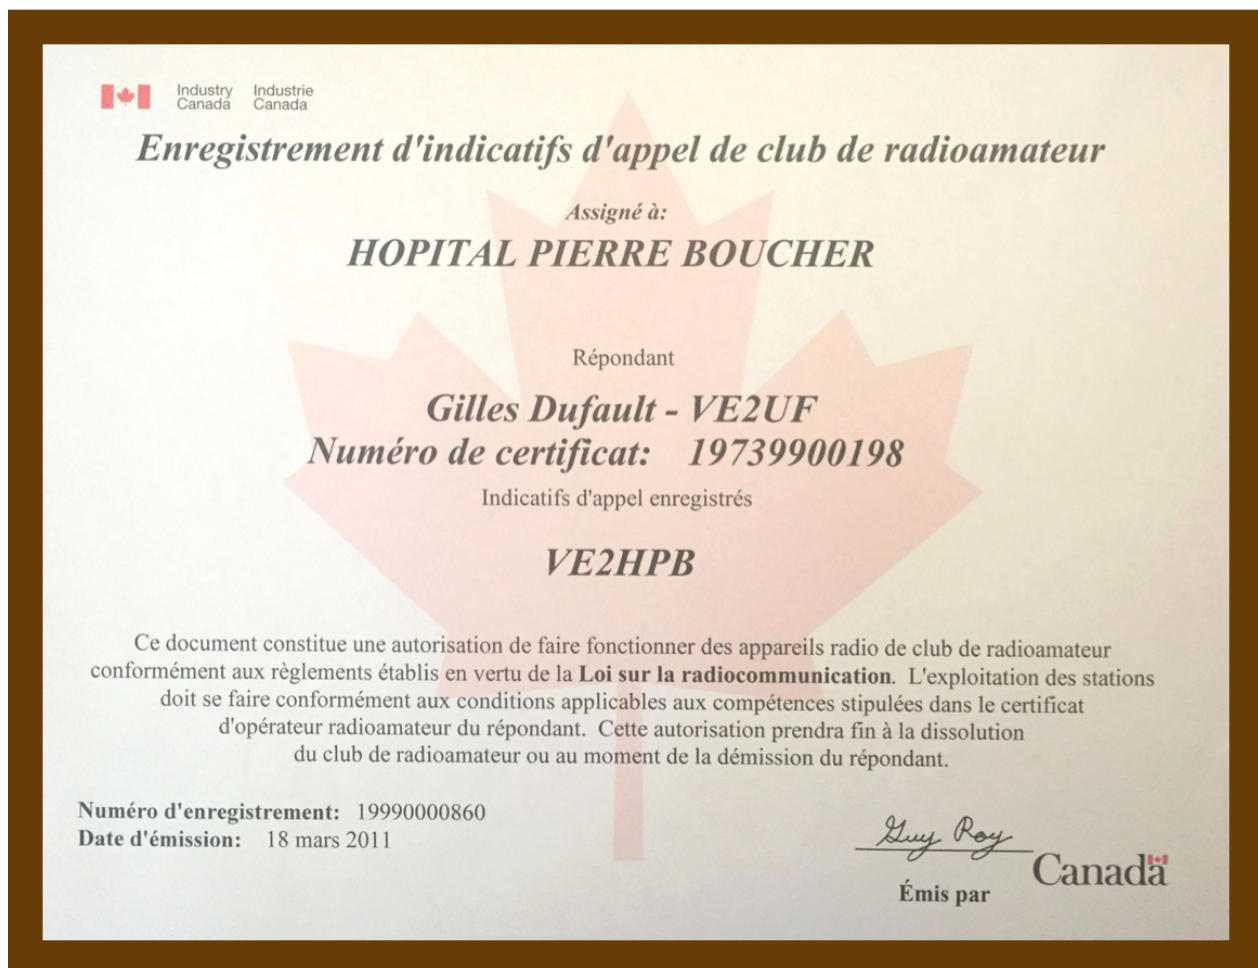 Industry Industrie
Canada Canada
Enregistrement d'indicatifs d'appel de club de radioamateur
Assigné à:
HOPITAL PIERRE BOUCHER
Répondant
Gilles Dufault - VE2UF
Numéro de certificat: 19739900198
Indicatifs d'appel enregistrés
VE2HPB
Ce document constitue une autorisation de faire fonctionner des appareils radio de club de radioamateur
conformément aux règlements établis en vertu de la Loi sur la radiocommunication. L'exploitation des stations
doit se faire conformément aux conditions applicables aux compétences stipulées dans le certificat
d'opérateur radioamateur du répondant. Cette autorisation prendra fin à la dissolution
du club de radioamateur ou au moment de la démission du répondant.
Numéro d'enregistrement: 19990000860
Date d'émission: 18 mars 2011
Guy Roy
Canada
Émis par